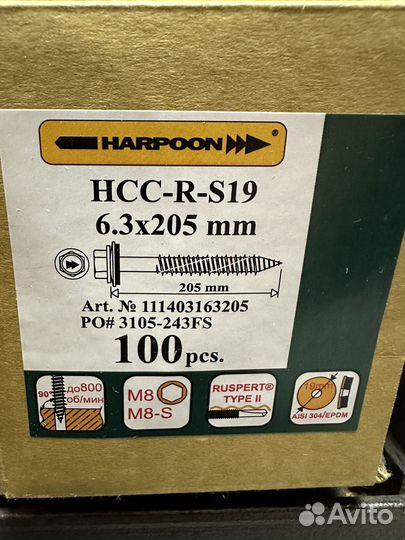 HARPOON®
HCC-R-S19
6.3x205 mm
205 mm
Art. № 111403163205
PO# 3105-243FS
100 pcs.
90°
до800
об/мин
M8
M8-S
RUSPERT®
TYPE II
19mm
AISI 304/EPDM
Avito